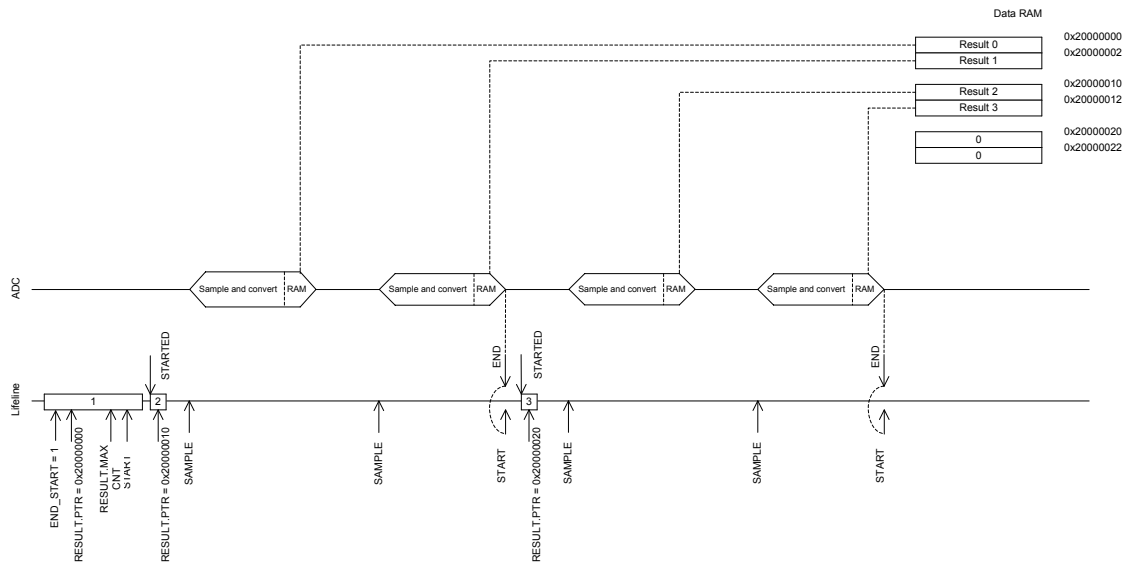 Data RAM
Result 0
0x20000000
Result 1
0x20000002
Result 2
0x20000010
Result 3
0x20000012
0
0x20000020
0
0x20000022
ADC
Sample and convert
RAM
Sample and convert
RAM
Sample and convert
RAM
Sample and convert
RAM
Lifeline
STARTED
END
STARTED
END
1
2
3
END_START = 1
RESULT.PTR = 0x20000000
RESULT.MAX
CNT
START
RESULT.PTR = 0x20000010
SAMPLE
SAMPLE
START
RESULT.PTR = 0x20000020
SAMPLE
SAMPLE
START